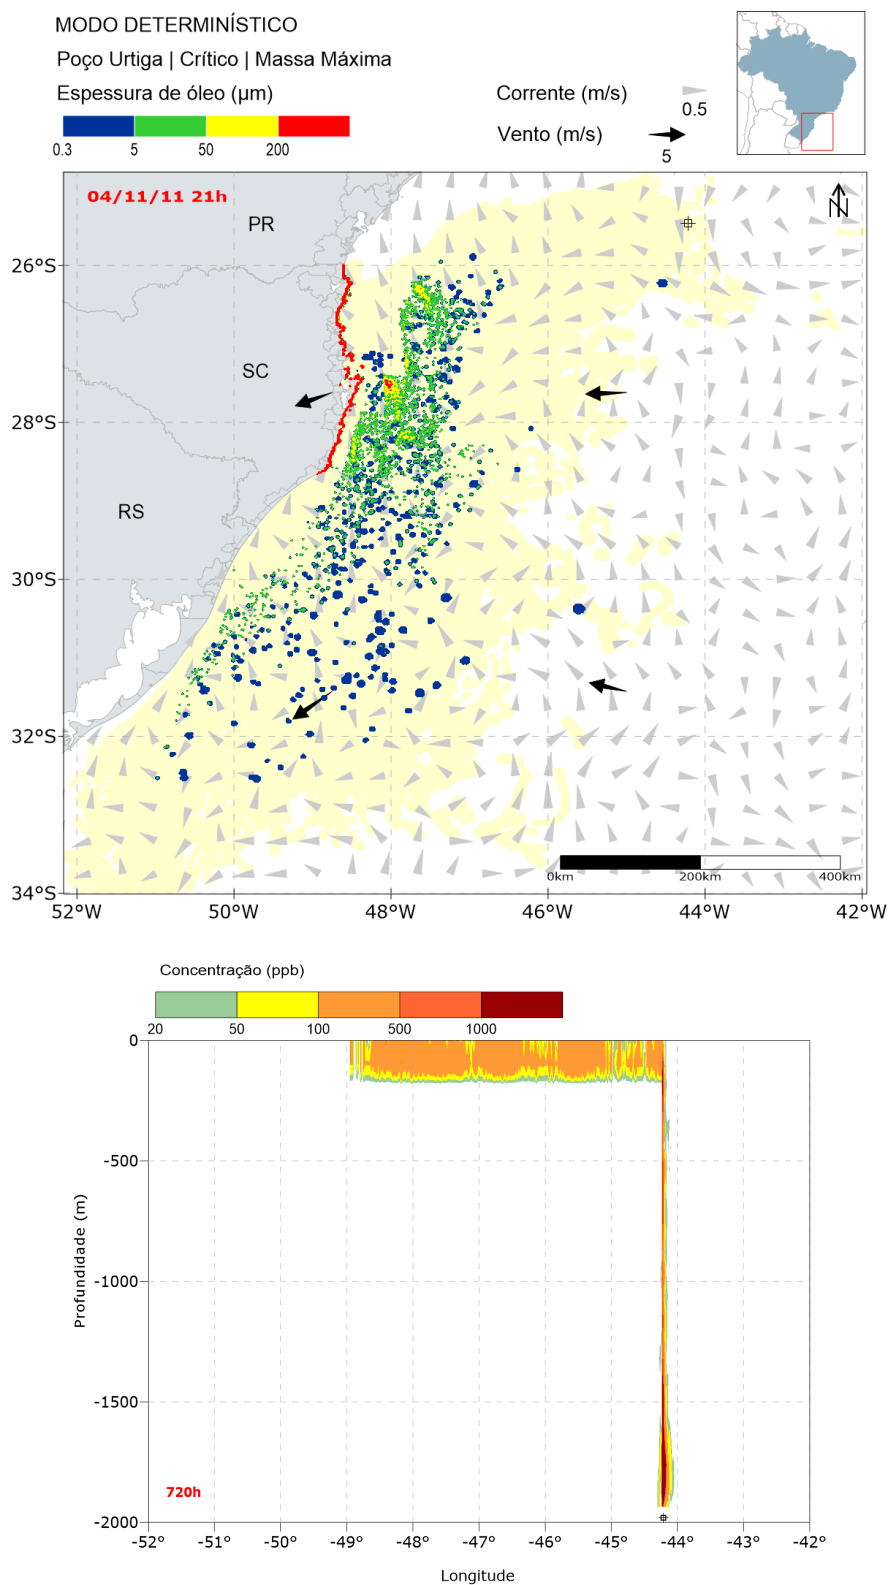 MODO DETERMINÍSTICO
Poço Urtiga | Crítico | Massa Máxima
Espessura de óleo (µm)
0.3 5 50 200
Corrente (m/s)
0.5
Vento (m/s)
5
04/11/11 21h
N
PR
SC
RS
26°S
28°S
30°S
32°S
34°S
0km 200km 400km
52°W 50°W 48°W 46°W 44°W 42°W
Concentração (ppb)
20 50 100 500 1000
0
-500
-1000
-1500
-2000
Profundidade (m)
720h
-52° -51° -50° -49° -48° -47° -46° -45° -44° -43° -42°
Longitude